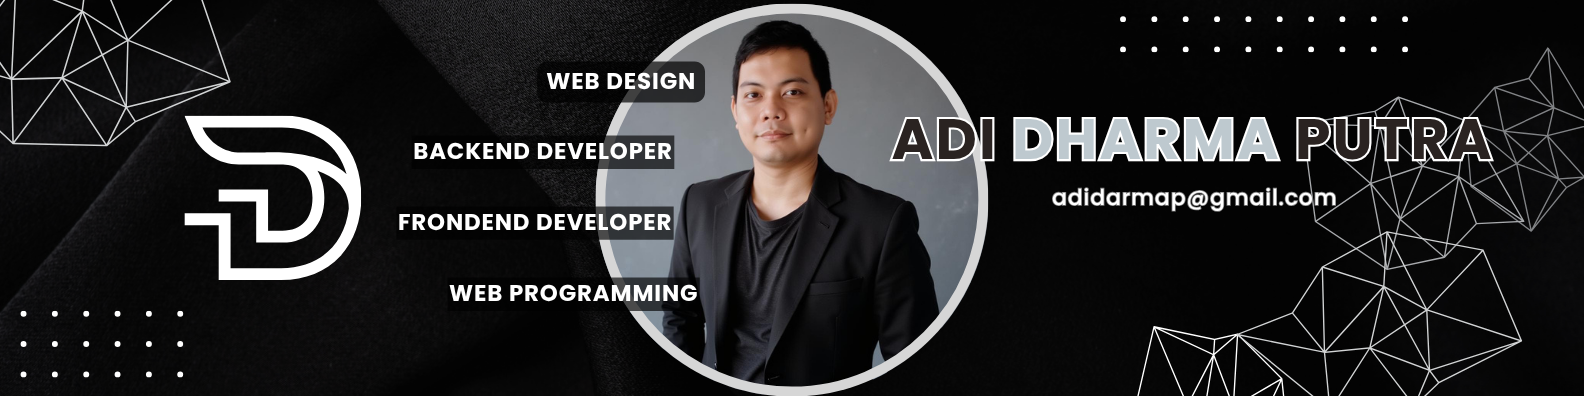 WEB DESIGN
BACKEND DEVELOPER
FRONDEND DEVELOPER
WEB PROGRAMMING
ADI DHARMA PUTRA
adidarmap@gmail.com